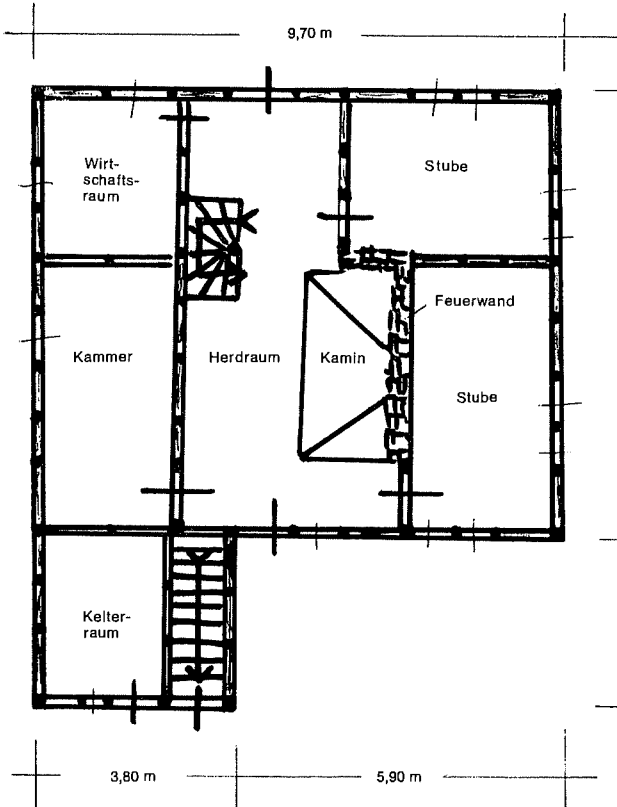 9,70 m
Wirt-
schafts-
raum
Stube
Feuerwand
Kammer
Herdraum
Kamin
Stube
Kelter-
raum
3,80 m
5,90 m